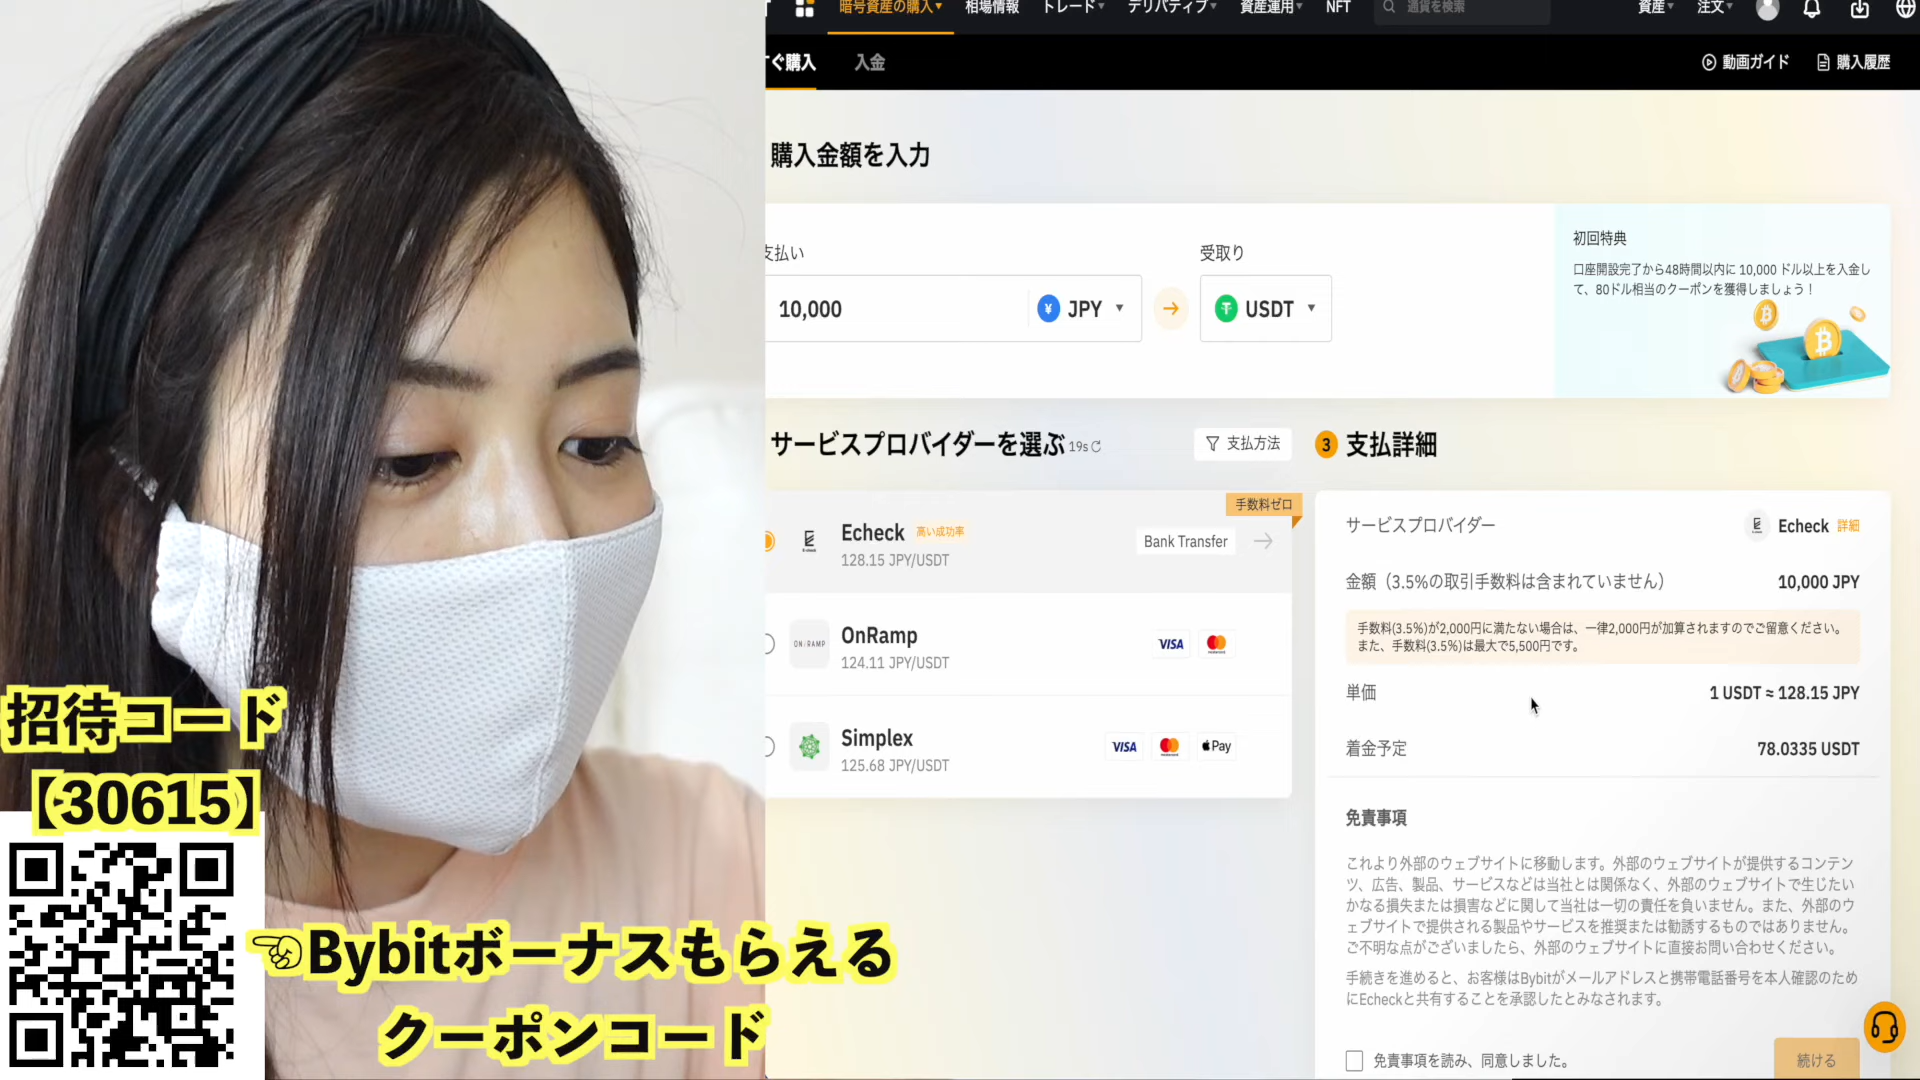 暗号資産の購入
相場情報
トレード
デリバティブ
資産運用
NFT
通貨を検索
資産
注文
ぐ購入
入金
動画ガイド
購入履歴
購入金額を入力
支払い
受取り
10,000
JPY
USDT
初回特典
口座開設完了から48時間以内に 10,000 ドル以上を入金し
て、80ドル相当のクーポンを獲得しましょう！
サービスプロバイダーを選ぶ 19s
支払方法
3 支払詳細
手数料ゼロ
Echeck 高い成功率
128.15 JPY/USDT
Bank Transfer
OnRamp
124.11 JPY/USDT
ON/RAMP
VISA
Simplex
125.68 JPY/USDT
VISA
Pay
サービスプロバイダー
Echeck 詳細
金額（3.5%の取引手数料は含まれていません）
10,000 JPY
手数料(3.5%)が2,000円に満たない場合は、一律2,000円が加算されますのでご留意ください。
また、手数料(3.5%)は最大で5,500円です。
単価
1 USDT ≈ 128.15 JPY
着金予定
78.0335 USDT
免責事項
これより外部のウェブサイトに移動します。外部のウェブサイトが提供するコンテン
ツ、広告、製品、サービスなどは当社とは関係なく、外部のウェブサイトで生じたい
かなる損失または損害などに関して当社は一切の責任を負いません。また、外部のウ
ェブサイトで提供される製品やサービスを推奨または勧誘するものではありません。
ご不明な点がございましたら、外部のウェブサイトに直接お問い合わせください。
手続きを進めると、お客様はBybitがメールアドレスと携帯電話番号を本人確認のため
にEcheckと共有することを承認したとみなされます。
免責事項を読み、同意しました。
続ける
招待コード
【30615】
☜Bybitボーナスもらえる
クーポンコード